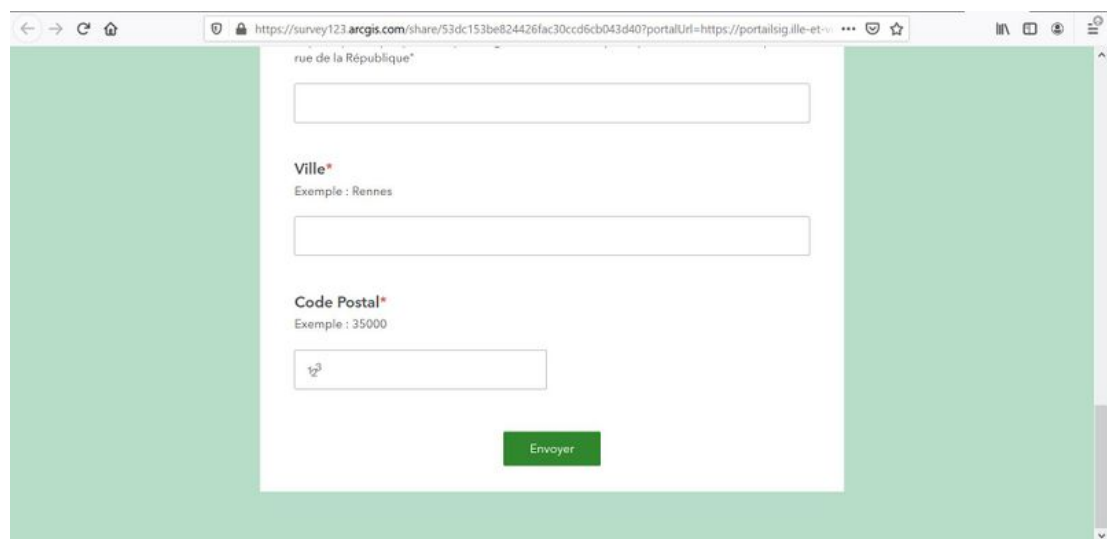 https://survey123.arcgis.com/share/53dc153be824426fac30ccd6cb043d40?portalUrl=https://portailsig.ille-et-v
rue de la République"
Ville*
Exemple : Rennes
Code Postal*
Exemple : 35000
123
Envoyer